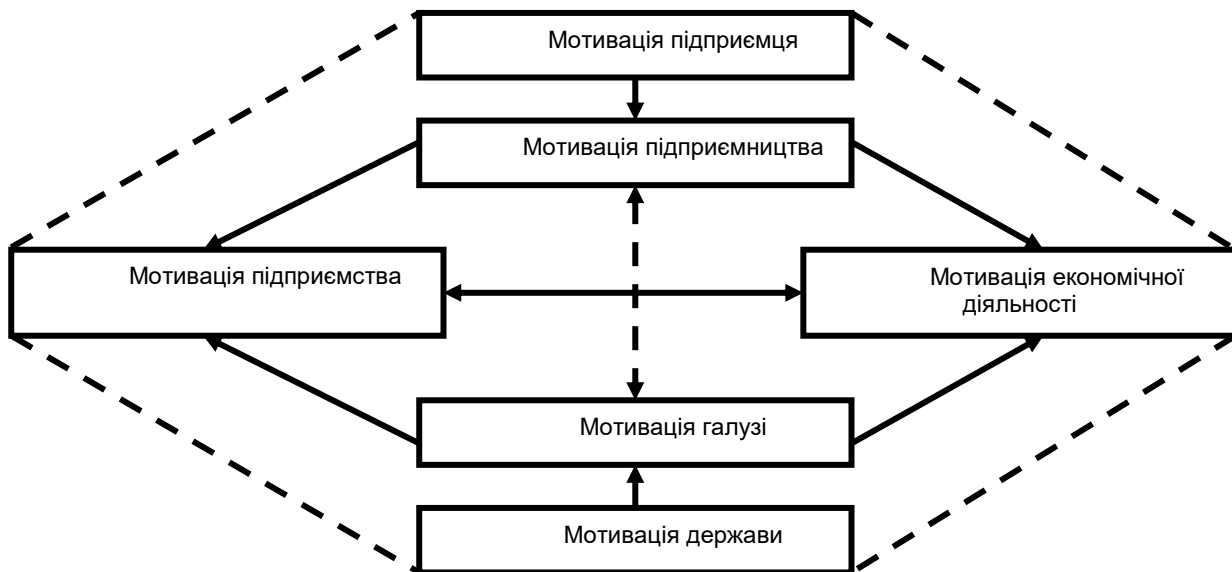 Мотивація підприємця
Мотивація підприємництва
Мотивація підприємства
Мотивація економічної
діяльності
Мотивація галузі
Мотивація держави